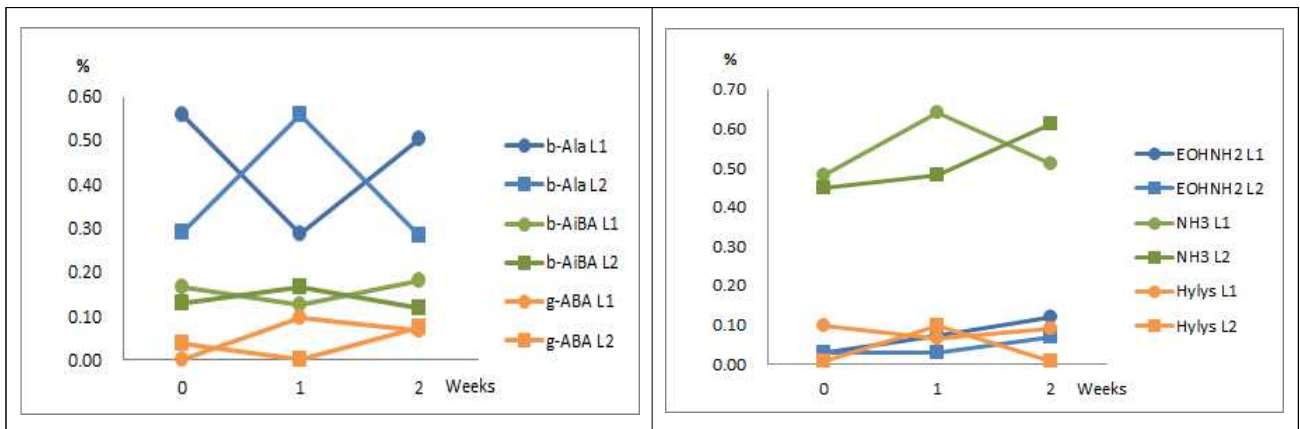 %
0.60
0.50
0.40
0.30
0.20
0.10
0.00
0 1 2 Weeks
b-Ala L1
b-Ala L2
b-AiBA L1
b-AiBA L2
g-ABA L1
g-ABA L2
%
0.70
0.60
0.50
0.40
0.30
0.20
0.10
0.00
0 1 2 Weeks
EOHNH2 L1
EOHNH2 L2
NH3 L1
NH3 L2
Hylys L1
Hylys L2